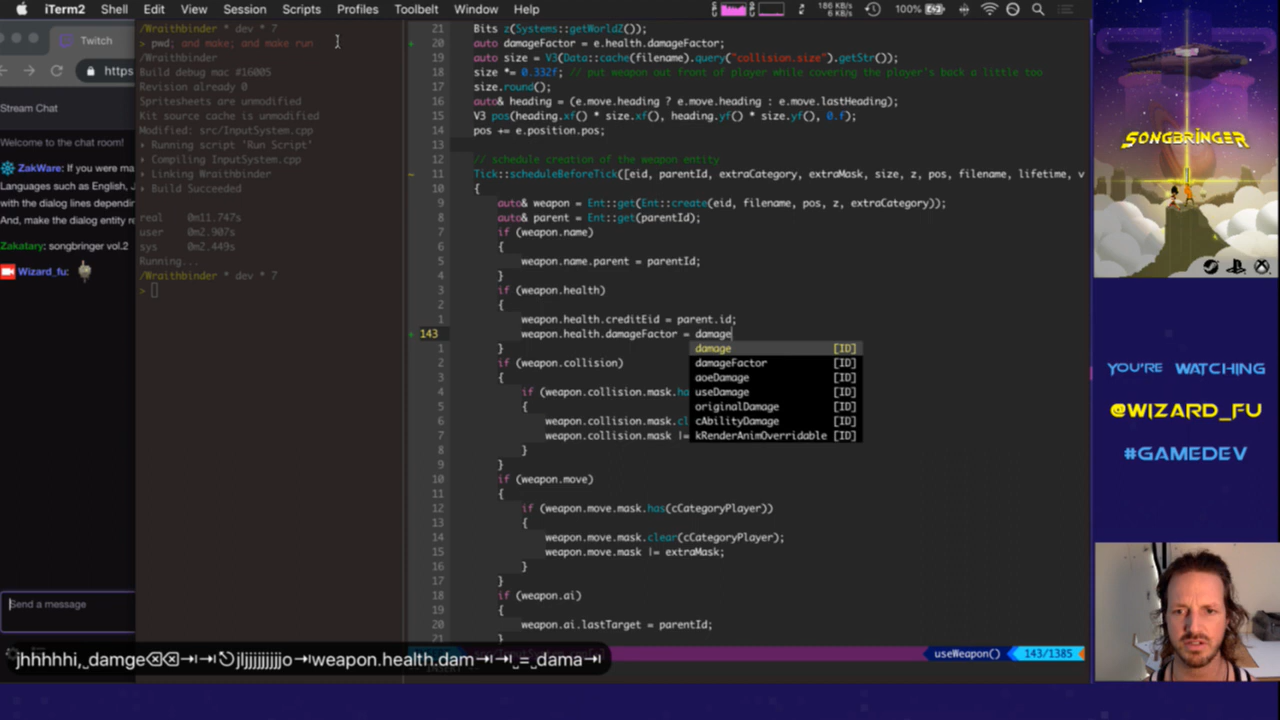 iTerm2 Shell Edit View Session Scripts Profiles Toolbelt Window Help
186 KB/s
6 KB/s
100%
Twitch
https
Stream Chat
Welcome to the chat room!
ZakWare: If you were ma
Languages such as English, J
with the dialog lines dependin
And, make the dialog entity re
Zakatary: songbringer vol.2
Wizard_fu:
Send a message
/Wraithbinder * dev * 7
> pwd; and make; and make run
/Wraithbinder
Build debug mac #16005
Revision already 0
Spritesheets are unmodified
Kit source cache is unmodified
Modified: src/InputSystem.cpp
▸ Running script 'Run Script'
▸ Compiling InputSystem.cpp
▸ Linking Wraithbinder
▸ Build Succeeded
real 0m11.747s
user 0m2.907s
sys 0m2.449s
Running...
/Wraithbinder * dev * 7
>
21 Bits z(Systems::getWorldZ());
20 auto damageFactor = e.health.damageFactor;
19 auto size = V3(Data::cache(filename).query("collision.size").getStr());
18 size *= 0.332f; // put weapon out front of player while covering the player's back a little too
17 size.round();
16 auto& heading = (e.move.heading ? e.move.heading : e.move.lastHeading);
15 V3 pos(heading.xf() * size.xf(), heading.yf() * size.yf(), 0.f);
14 pos += e.position.pos;
13
12 // schedule creation of the weapon entity
11 Tick::scheduleBeforeTick([eid, parentId, extraCategory, extraMask, size, z, pos, filename, lifetime, v
10 {
9 auto& weapon = Ent::get(Ent::create(eid, filename, pos, z, extraCategory));
8 auto& parent = Ent::get(parentId);
7 if (weapon.name)
6 {
5 weapon.name.parent = parentId;
4 }
3 if (weapon.health)
2 {
1 weapon.health.creditEid = parent.id;
143 weapon.health.damageFactor = damage
1 }
2 if (weapon.collision)
3 {
4 if (weapon.collision.mask.ha
5 {
6 weapon.collision.mask.cl
7 weapon.collision.mask |=
8 }
9 }
10 if (weapon.move)
11 {
12 if (weapon.move.mask.has(cCategoryPlayer))
13 {
14 weapon.move.mask.clear(cCategoryPlayer);
15 weapon.move.mask |= extraMask;
16 }
17 }
18 if (weapon.ai)
19 {
20 weapon.ai.lastTarget = parentId;
21 }
damage [ID]
damageFactor [ID]
aoeDamage [ID]
useDamage [ID]
originalDamage [ID]
cAbilityDamage [ID]
kRenderAnimOverridable [ID]
useWeapon() 143/1385
jhhhhhi,_damge⌫⌫⇥⇥⎋jljjjjjjjjjo⇥weapon.health.dam⇥⇥␣=␣dama⇥
SONGBRINGER
YOU'RE WATCHING
@WIZARD_FU
#GAMEDEV